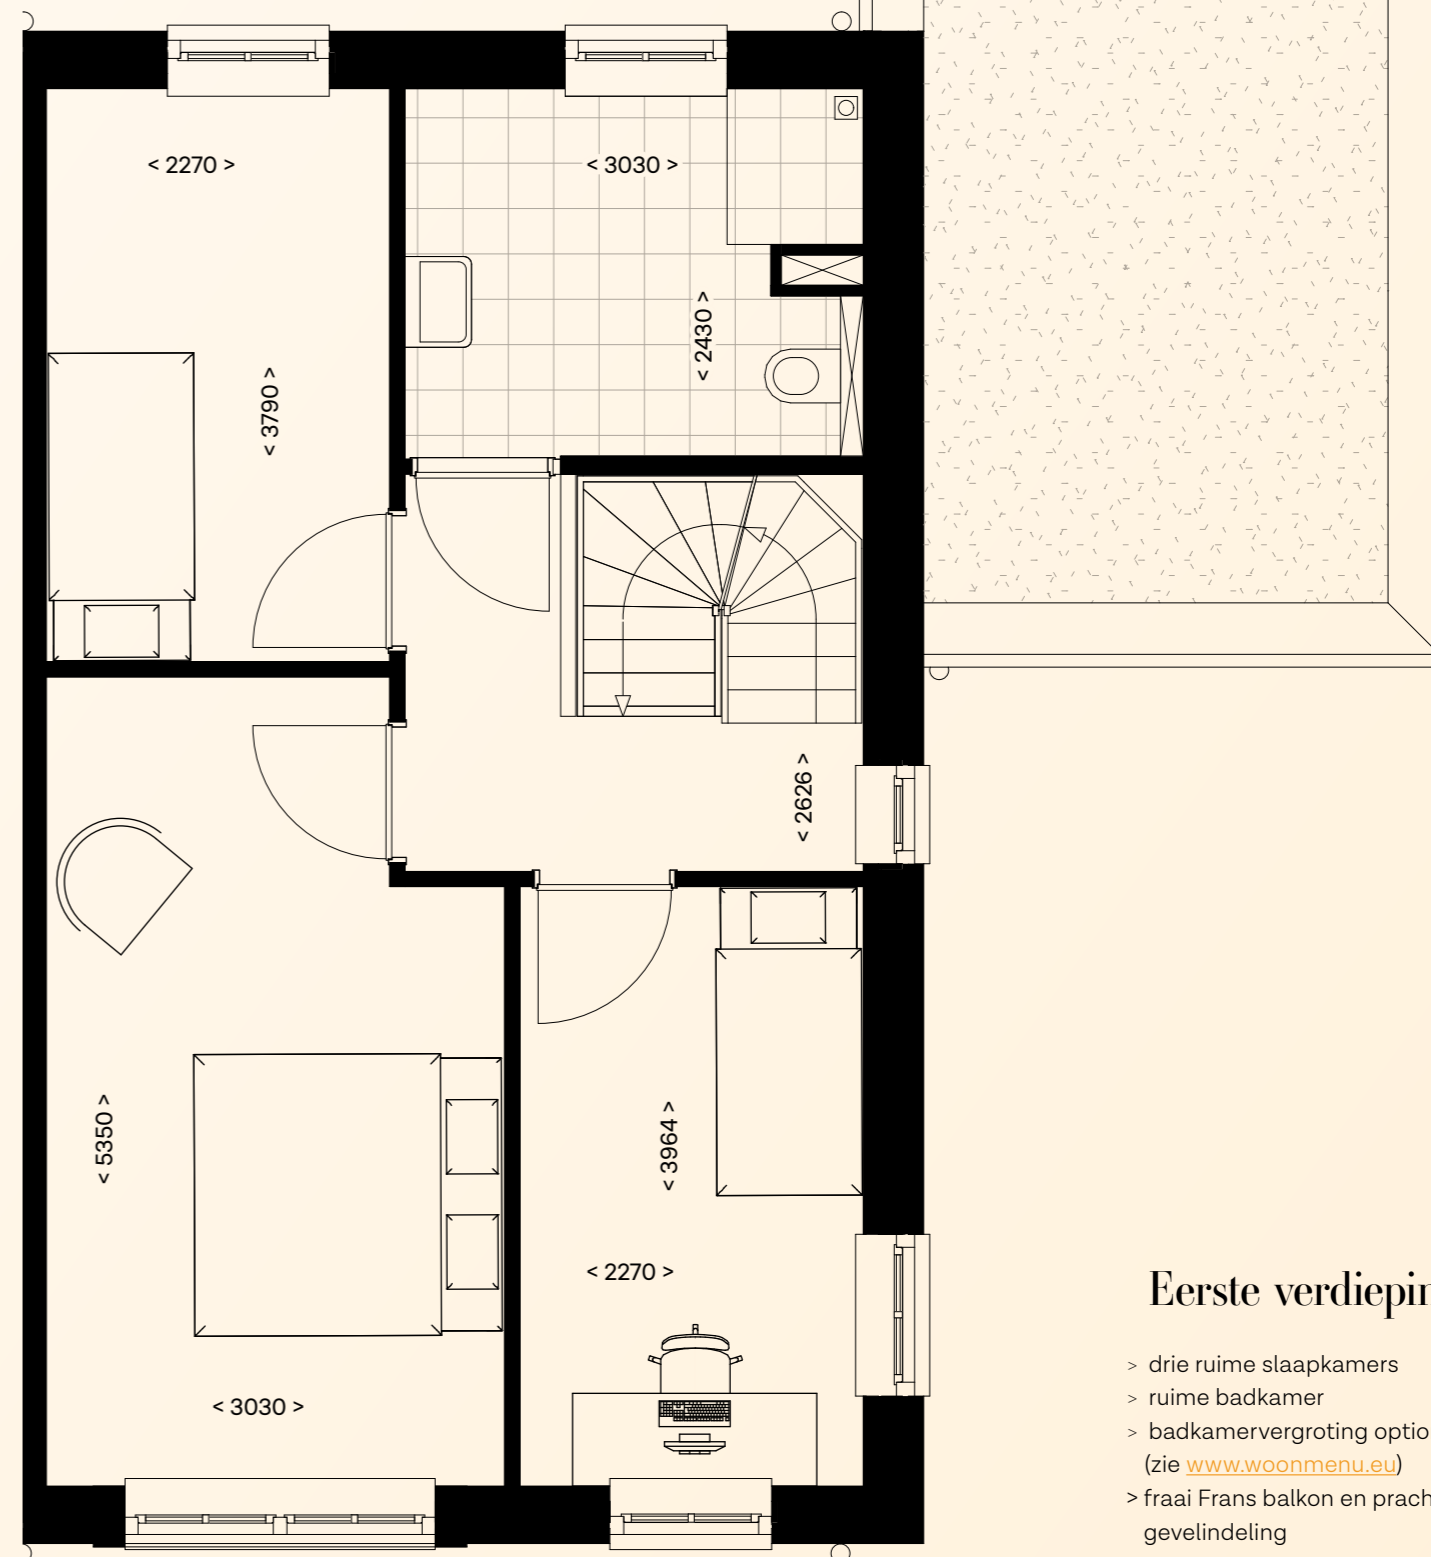 < 2270 >
< 3030 >
< 2430 >
< 3790 >
< 2626 >
< 5350 >
< 3964 >
< 2270 >
< 3030 >
Eerste verdiepin
> drie ruime slaapkamers
> ruime badkamer
> badkamervergroting optio
(zie www.woonmenu.eu)
> fraai Frans balkon en prach
gevelindeling